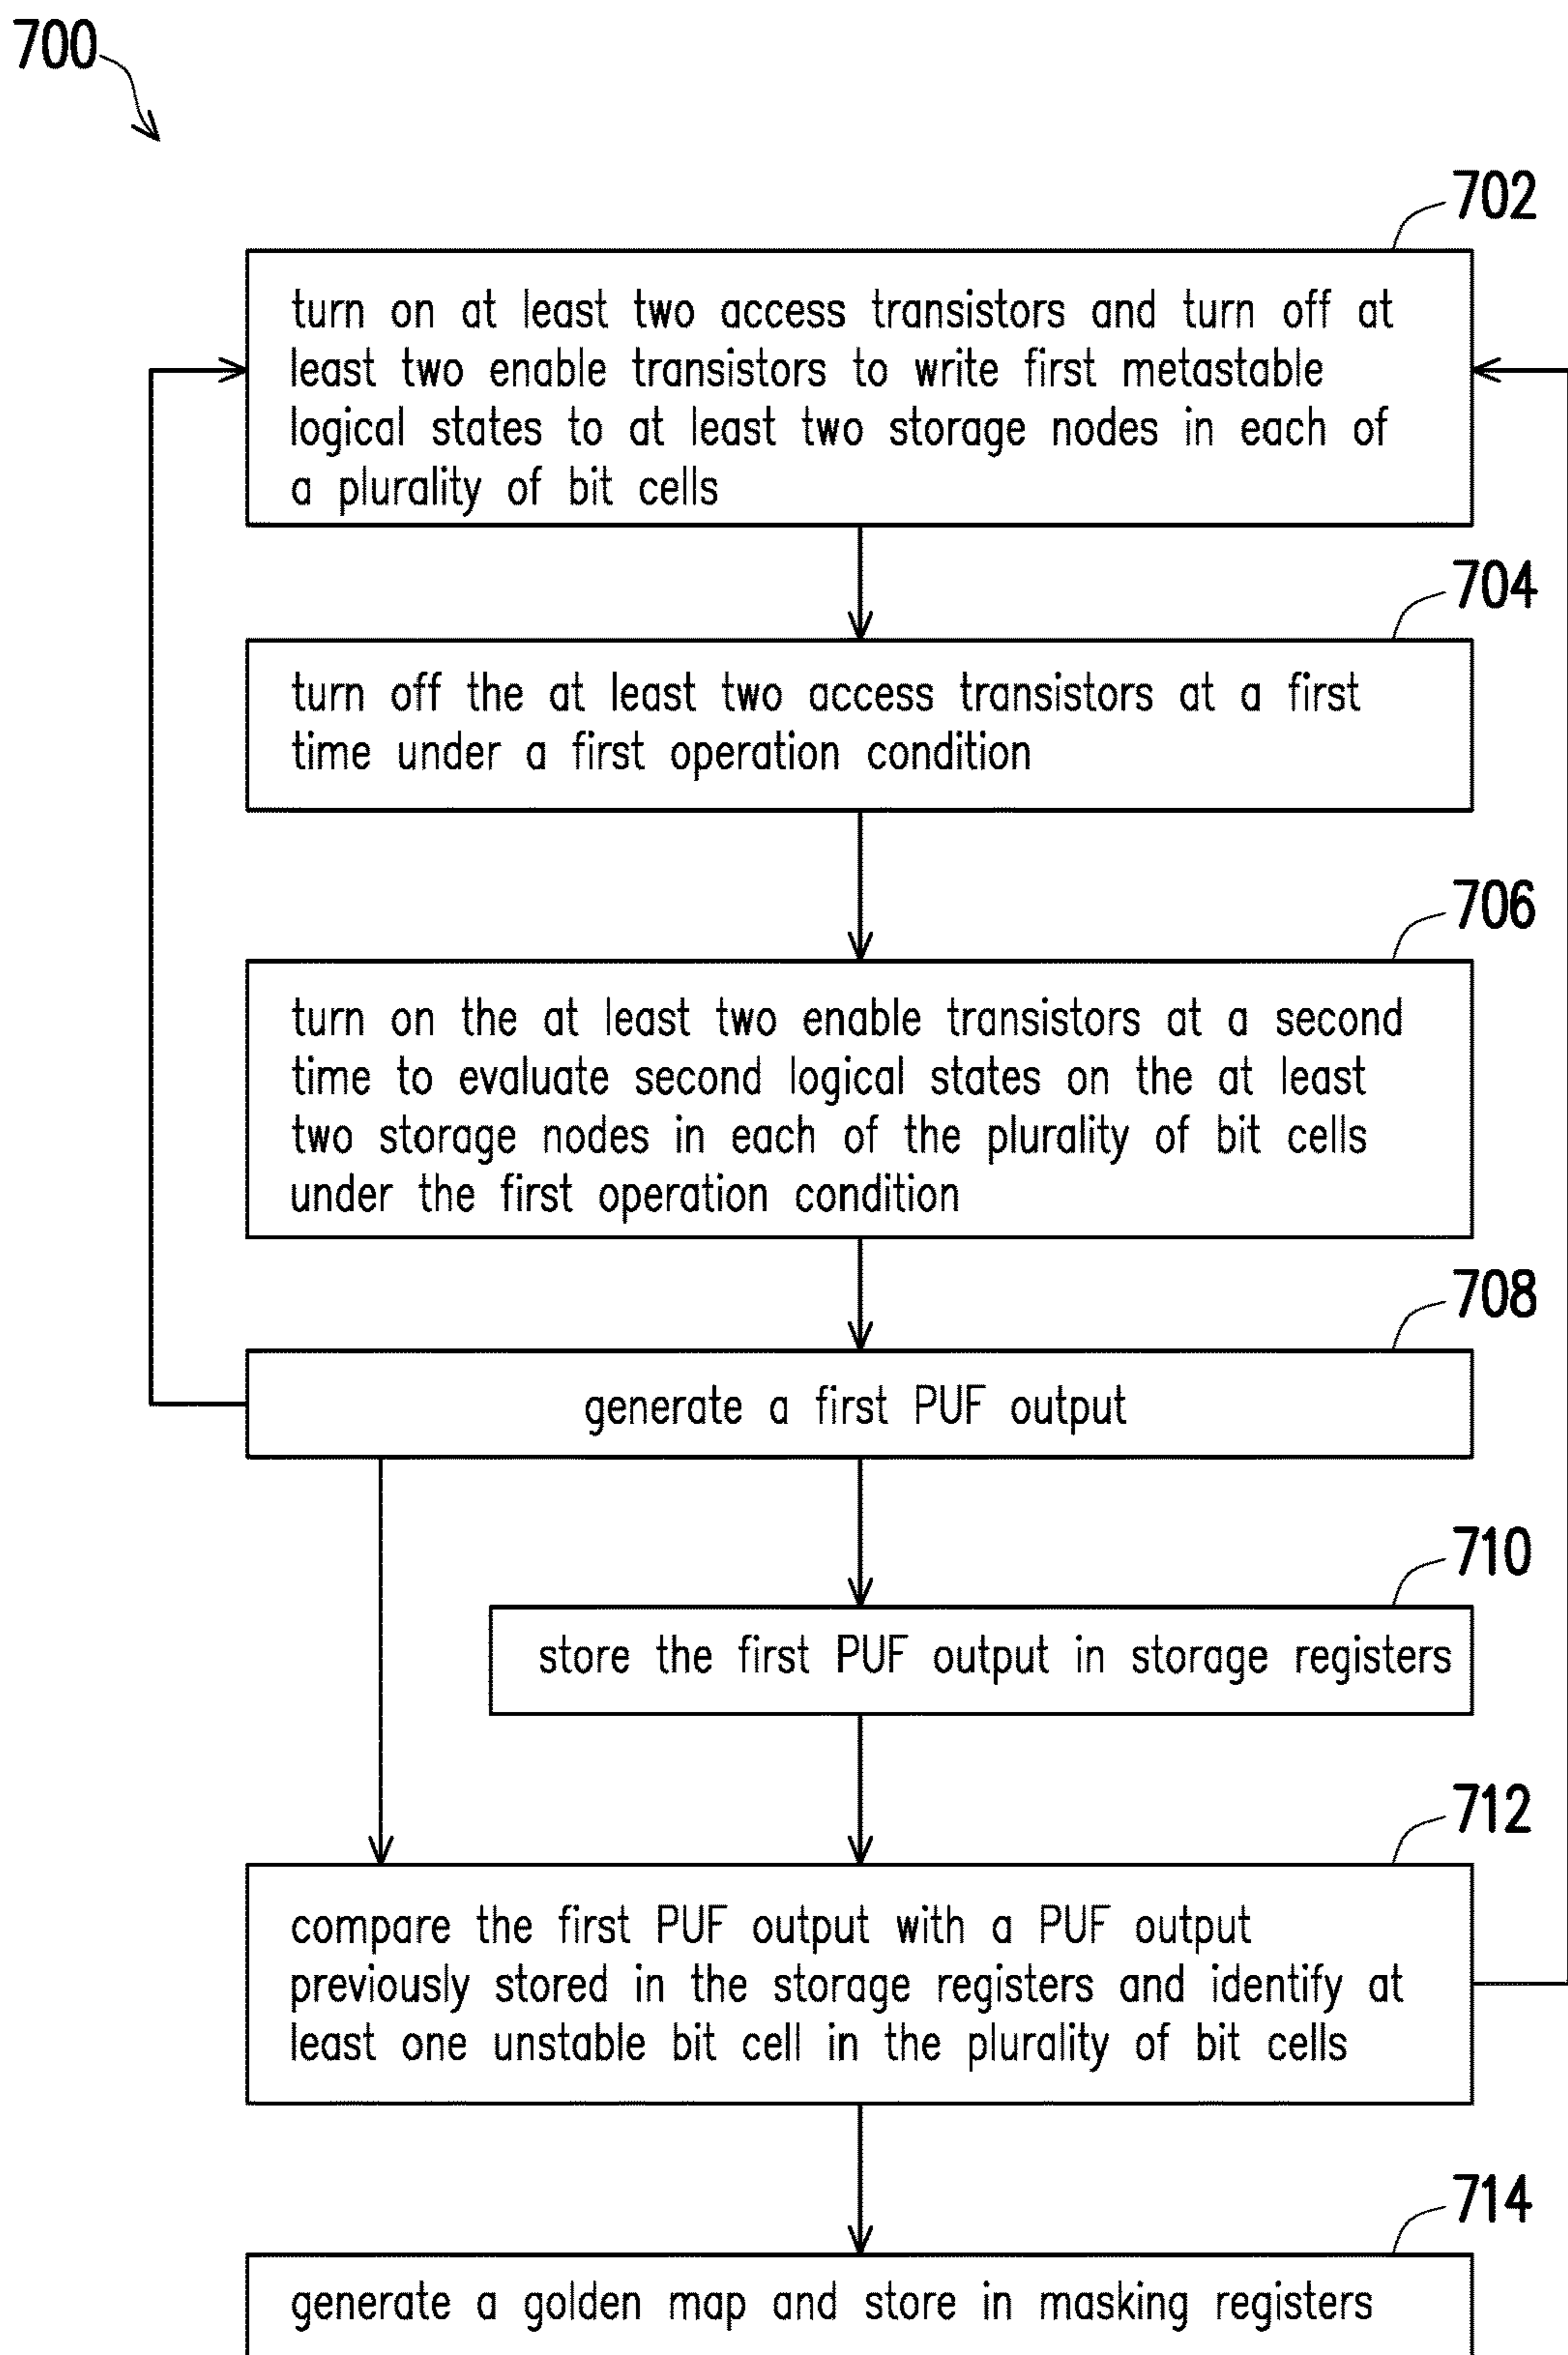 700
702
turn on at least two access transistors and turn off at
least two enable transistors to write first metastable
logical states to at least two storage nodes in each of
a plurality of bit cells
704
turn off the at least two access transistors at a first
time under a first operation condition
706
turn on the at least two enable transistors at a second
time to evaluate second logical states on the at least
two storage nodes in each of the plurality of bit cells
under the first operation condition
708
generate a first PUF output
710
store the first PUF output in storage registers
712
compare the first PUF output with a PUF output
previously stored in the storage registers and identify at
least one unstable bit cell in the plurality of bit cells
714
generate a golden map and store in masking registers